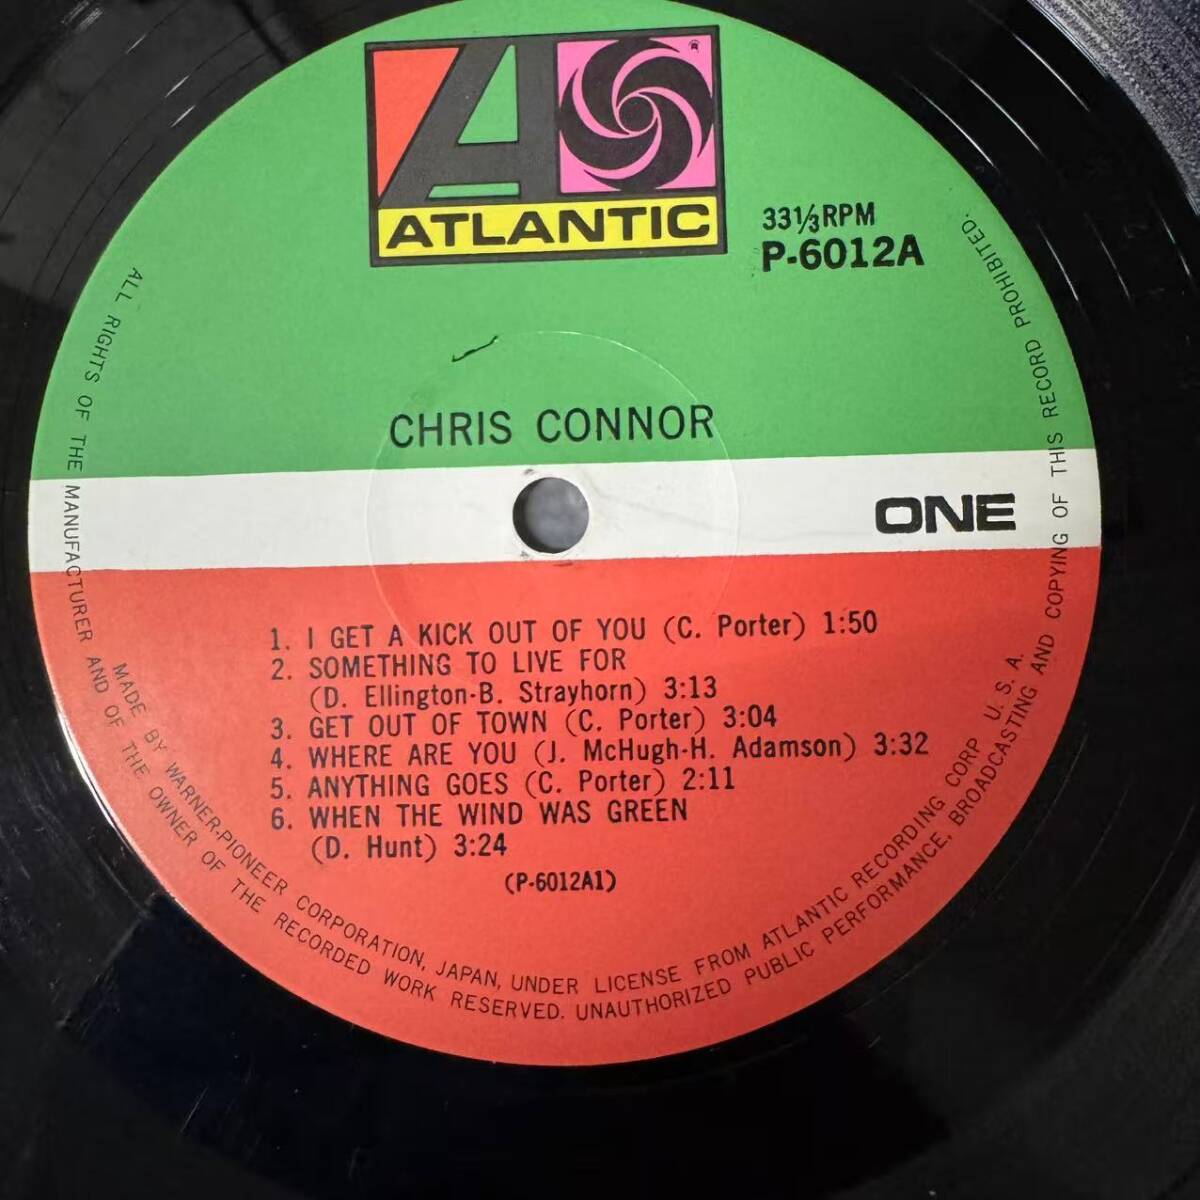 ATLANTIC
®
33⅓RPM
P-6012A
CHRIS CONNOR
ONE
1. I GET A KICK OUT OF YOU (C. Porter) 1:50
2. SOMETHING TO LIVE FOR
(D. Ellington-B. Strayhorn) 3:13
3. GET OUT OF TOWN (C. Porter) 3:04
4. WHERE ARE YOU (J. McHugh-H. Adamson) 3:32
5. ANYTHING GOES (C. Porter) 2:11
6. WHEN THE WIND WAS GREEN
(D. Hunt) 3:24
(P-6012A1)
MADE BY WARNER-PIONEER CORPORATION, JAPAN, UNDER LICENSE FROM ATLANTIC RECORDING CORP U. S. A.
ALL RIGHTS OF THE MANUFACTURER AND OF THE OWNER OF THE RECORDED WORK RESERVED. UNAUTHORIZED PUBLIC PERFORMANCE, BROADCASTING AND COPYING OF THIS RECORD PROHIBITED.